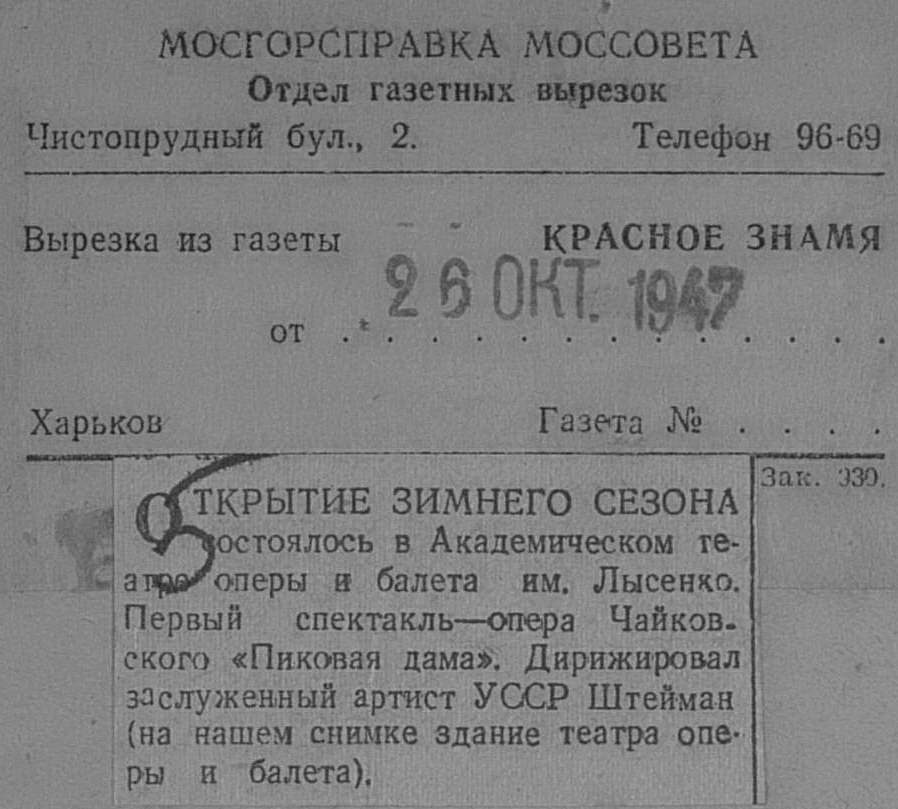 МОСГОРСПРАВКА МОССОВЕТА
Отдел газетных вырезок
Чистопрудный бул., 2. Телефон 96-69
Вырезка из газеты КРАСНОЕ ЗНАМЯ
26 ОКТ. 1947
от . . . . . . . . . . . . .
Харьков Газета № . . . .
Зак. 930.
ОТКРЫТИЕ ЗИМНЕГО СЕЗОНА
состоялось в Академическом те-
атре оперы и балета им. Лысенко.
Первый спектакль—опера Чайков-
ского «Пиковая дама». Дирижировал
заслуженный артист УССР Штейман
(на нашем снимке здание театра опе-
ры и балета).